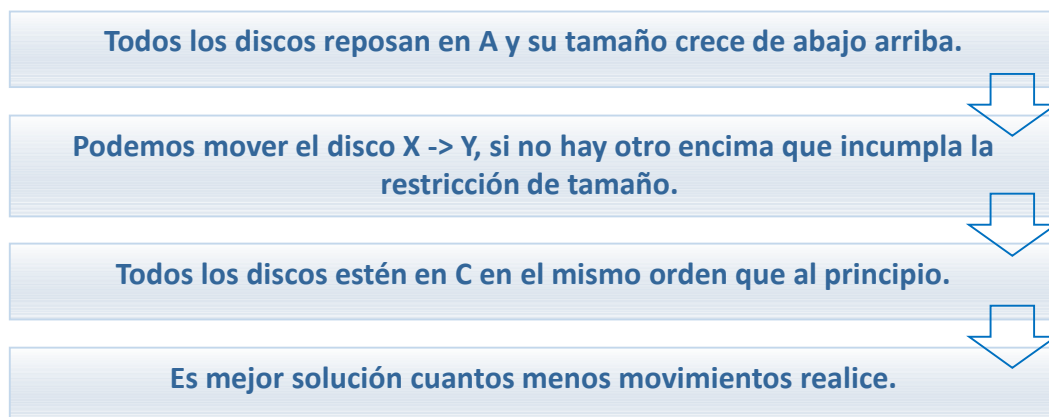 Todos los discos reposan en A y su tamaño crece de abajo arriba.
Podemos mover el disco X -> Y, si no hay otro encima que incumpla la
restricción de tamaño.
Todos los discos estén en C en el mismo orden que al principio.
Es mejor solución cuantos menos movimientos realice.